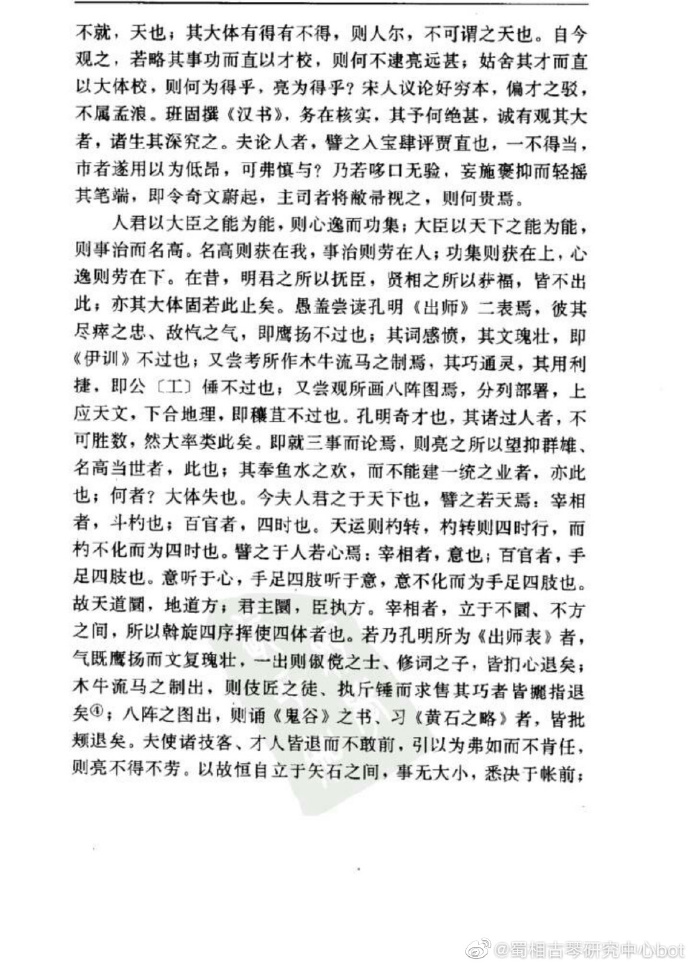 不就，天也；其大体有得有不得，则人尔，不可谓之天也。自今
观之，若略其事功而直以才校，则何不逮亮远甚；姑舍其才而直
以大体校，则何为得乎，亮为得乎？宋人议论好穷本，偏才之驳，
不属孟浪。班固撰《汉书》，务在核实，其予何绝甚，诚有观其大
者，诸生其深究之。夫论人者，譬之入宝肆评贾直也，一不得当，
市者遂用以为低昂，可弗慎与？乃若哆口无验，妄施褒抑而轻摇
其笔端，即令奇文蔚起，主司者将敝帚视之，则何贵焉。
人君以大臣之能为能，则心逸而功集；大臣以天下之能为能，
则事治而名高。名高则获在我，事治则劳在人；功集则获在上，心
逸则劳在下。在昔，明君之所以抚臣，贤相之所以荓福，皆不出
此；亦其大体固若此止矣。愚盖尝读孔明《出师》二表焉，彼其
尽瘁之忠、敌忾之气，即鹰扬不过也；其词感愤，其文瑰壮，即
《伊训》不过也；又尝考所作木牛流马之制焉，其巧通灵，其用利
捷，即公〔工〕倕不过也；又尝观所画八阵图焉，分列部署，上
应天文，下合地理，即穰苴不过也。孔明奇才也，其诸过人者，不
可胜数，然大率类此矣。即就三事而论焉，则亮之所以望抑群雄、
名高当世者，此也；其奉鱼水之欢，而不能建一统之业者，亦此
也；何者？大体失也。今夫人君之于天下也，譬之若天焉：宰相
者，斗杓也；百官者，四时也。天运则杓转，杓转则四时行，而
杓不化而为四时也。譬之于人若心焉：宰相者，意也；百官者，手
足四肢也。意听于心，手足四肢听于意，意不化而为手足四肢也。
故天道圜，地道方；君主圜，臣执方。宰相者，立于不圜、不方
之间，所以斡旋四序挥使四体者也。若乃孔明所为《出师表》者，
气既鹰扬而文复瑰壮，一出则俶傥之士、修词之子，皆扪心退矣；
木牛流马之制出，则伎匠之徒、执斤锤而求售其巧者皆攦指退
矣④；八阵之图出，则诵《鬼谷》之书、习《黄石之略》者，皆批
颊退矣。夫使诸技客、才人皆退而不敢前，引以为弗如而不肯任，
则亮不得不劳。以故恒自立于矢石之间，事无大小，悉决于帐前；
@蜀相古琴研究中心bot